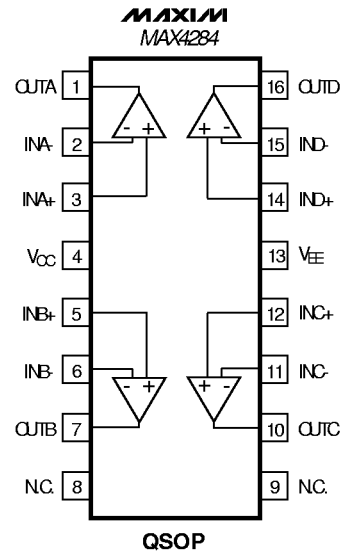 MAXIM
MAX4284
OUTA 1 16 OUTD
- + + -
INA- 2 15 IND-
INA+ 3 14 IND+
VCC 4 13 VEE
INB+ 5 12 INC+
INB- 6 11 INC-
- + + -
OUTB 7 10 OUTC
N.C. 8 9 N.C.
QSOP